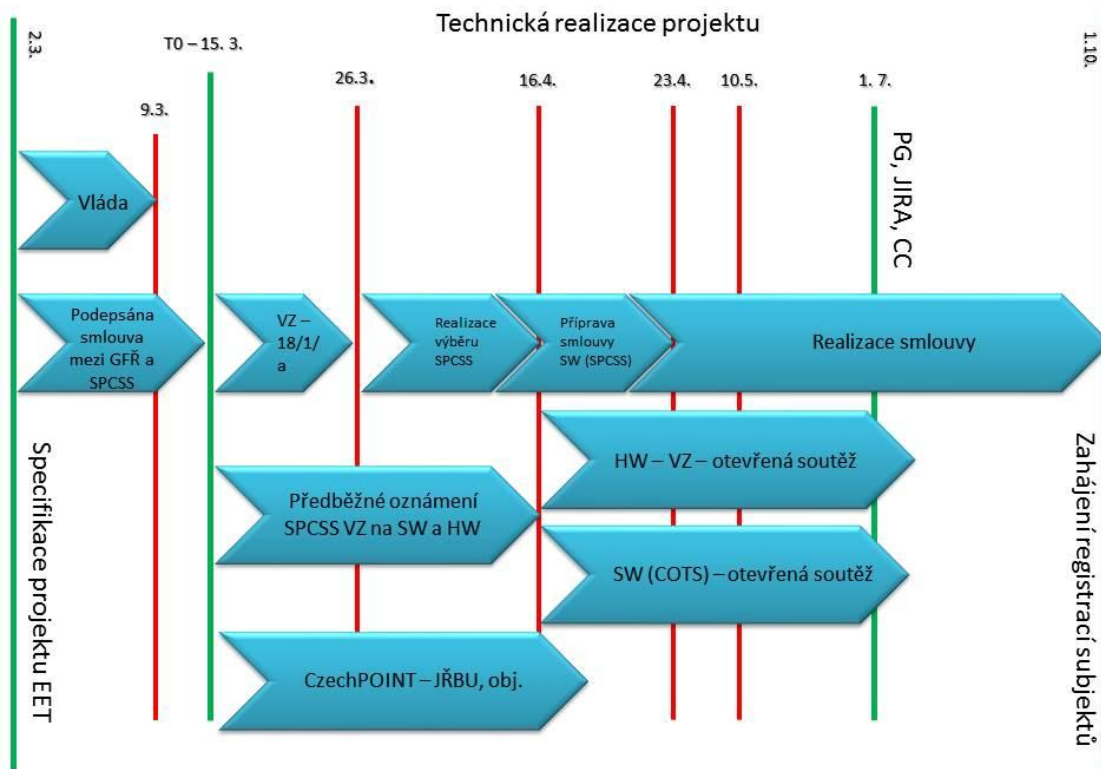 Technická realizace projektu
2.3.
T0 – 15. 3.
1.10.
26.3.
16.4.
23.4.
10.5.
1. 7.
9.3.
PG, JIRA, CC
Vláda
Podepsána
smlouva
mezi GFŘ a
SPCSS
VZ –
18/1/
a
Realizace
výběru
SPCSS
Příprava
smlouvy
SW (SPCSS)
Realizace smlouvy
HW – VZ – otevřená soutěž
Předběžné oznámení
SPCSS VZ na SW a HW
SW (COTS) – otevřená soutěž
CzechPOINT – JŘBU, obj.
Specifikace projektu EET
Zahájení registrací subjektů